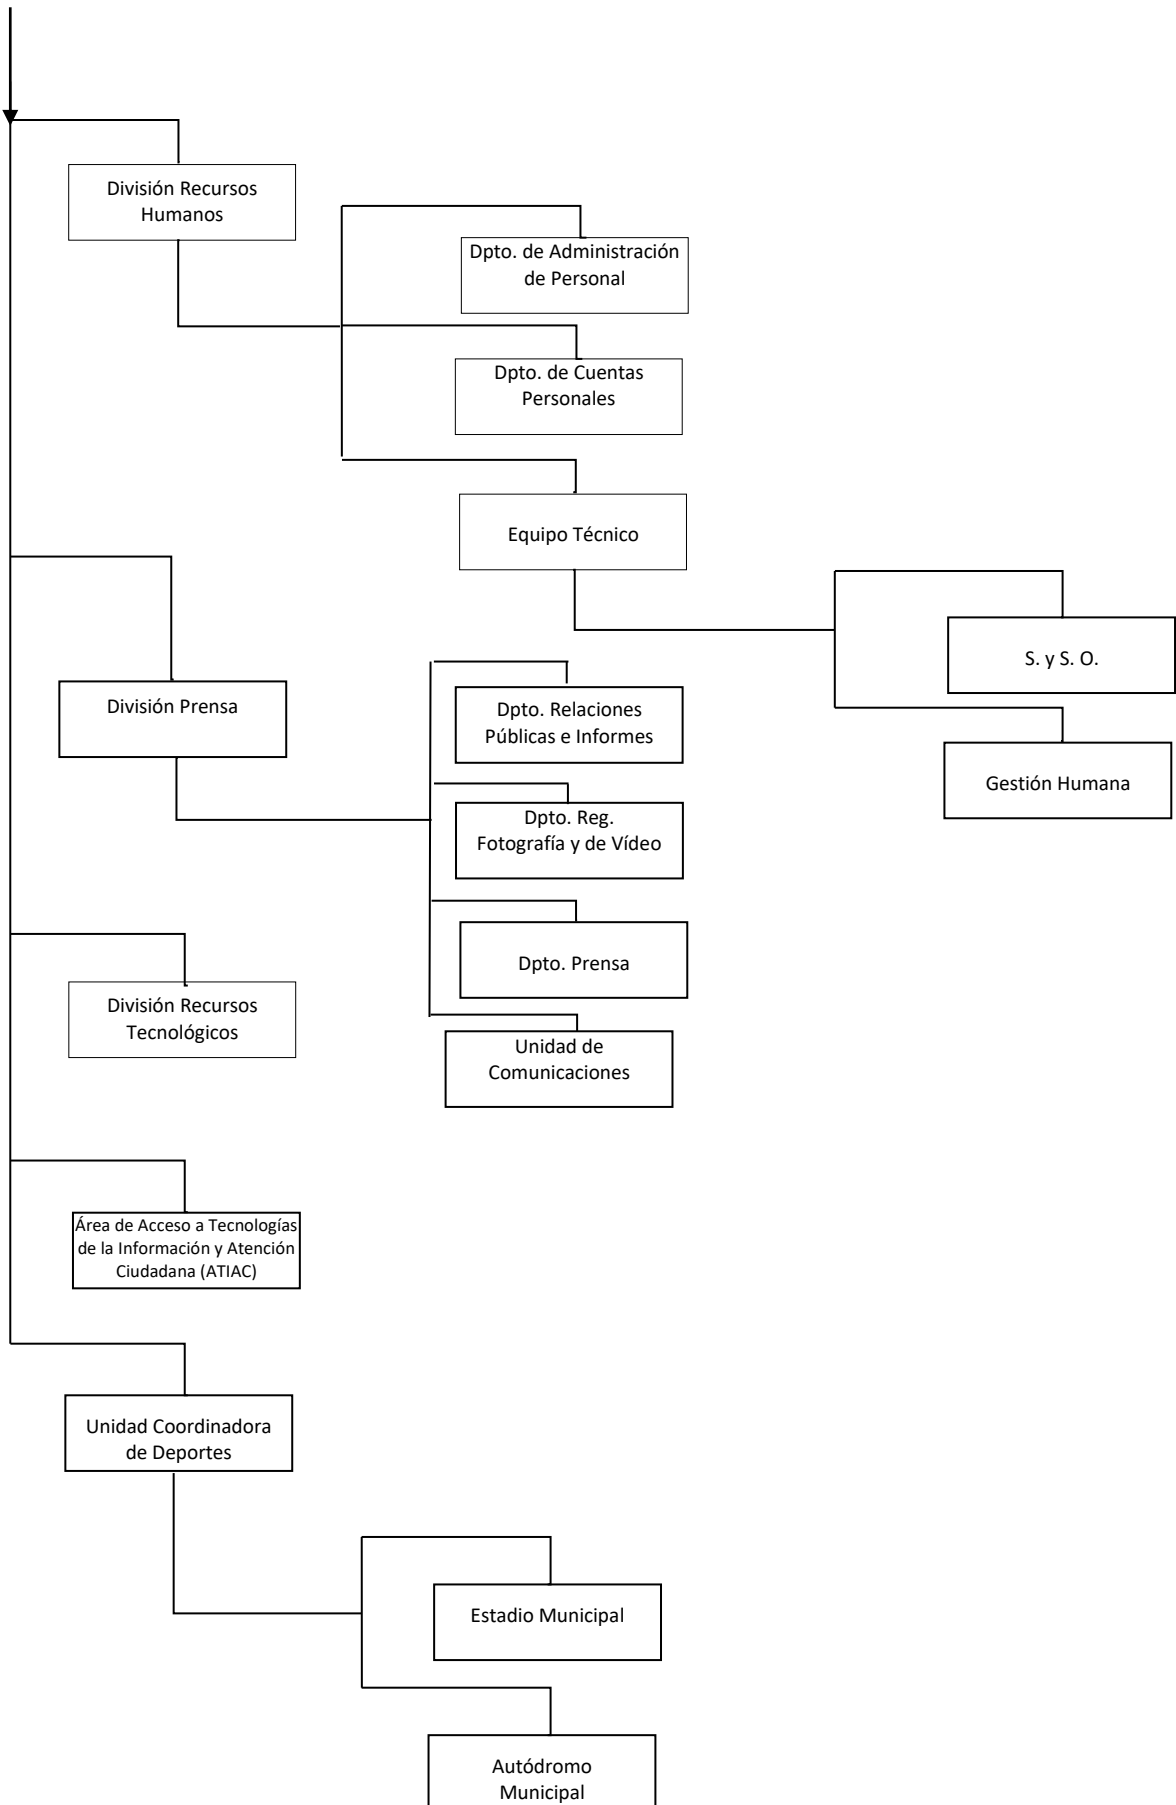 División Recursos
Humanos
Dpto. de Administración
de Personal
Dpto. de Cuentas
Personales
Equipo Técnico
S. y S. O.
Gestión Humana
División Prensa
Dpto. Relaciones
Públicas e Informes
Dpto. Reg.
Fotografía y de Vídeo
Dpto. Prensa
Unidad de
Comunicaciones
División Recursos
Tecnológicos
Área de Acceso a Tecnologías
de la Información y Atención
Ciudadana (ATIAC)
Unidad Coordinadora
de Deportes
Estadio Municipal
Autódromo
Municipal